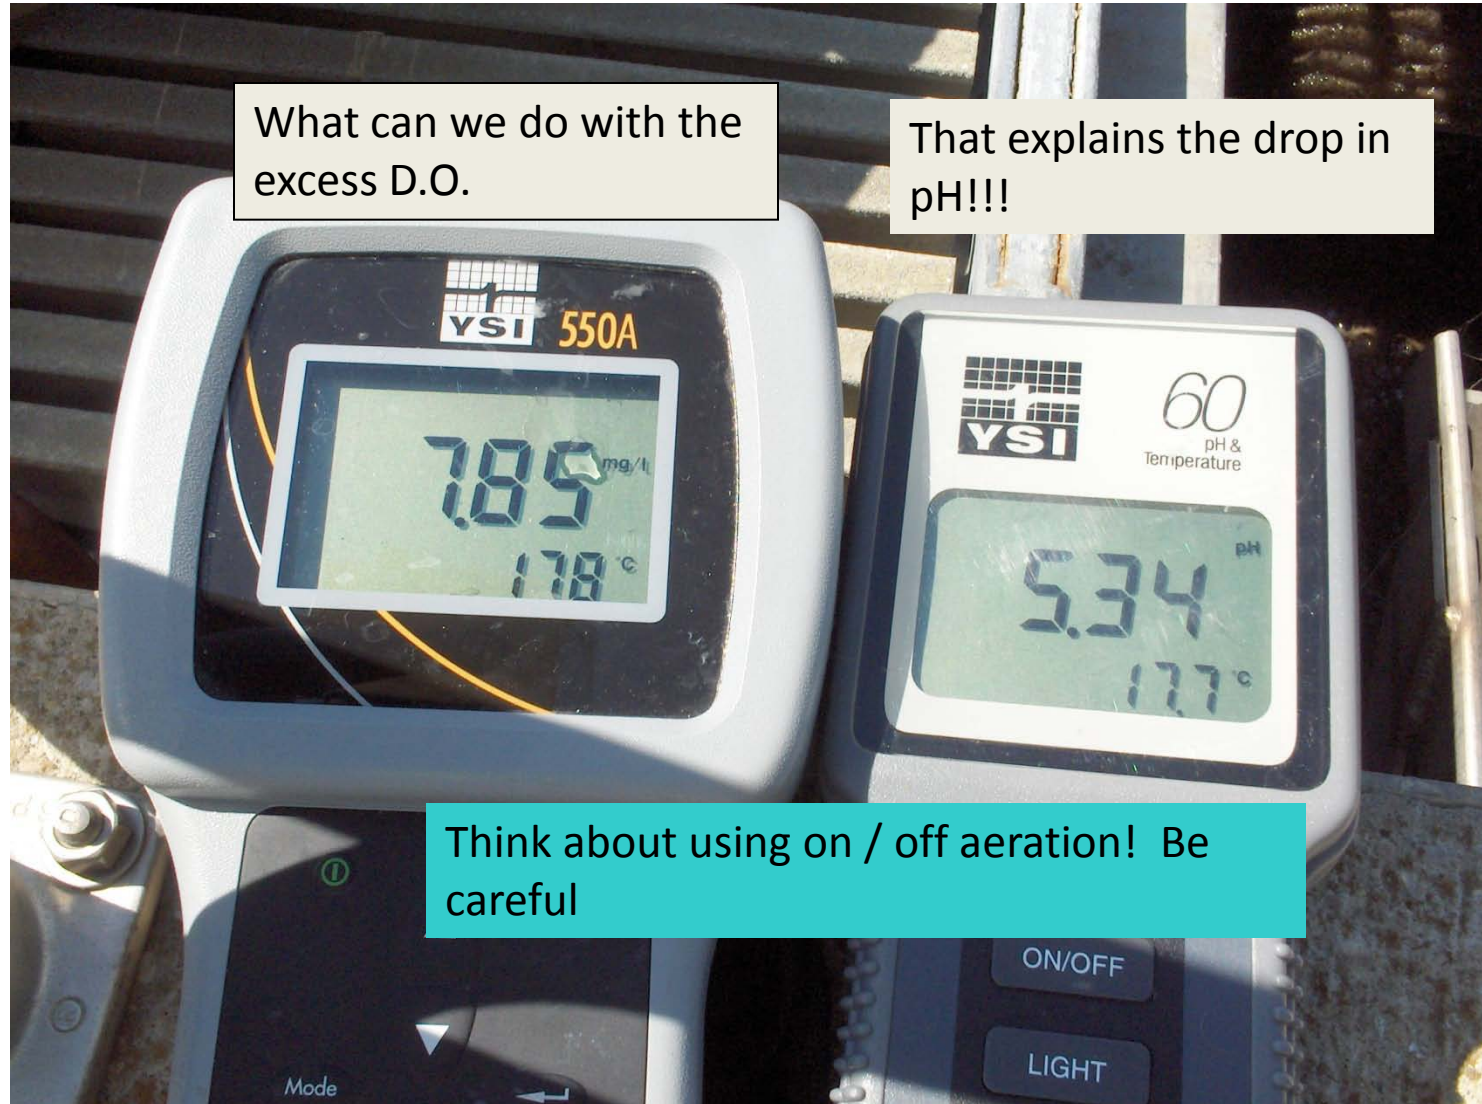 What can we do with the
excess D.O.
That explains the drop in
pH!!!
YSI 550A
7.85 mg/l
17.8 °C
YSI
60
pH &
Temperature
pH
5.34
17.7 °C
Think about using on / off aeration!  Be
careful
Mode
ON/OFF
LIGHT